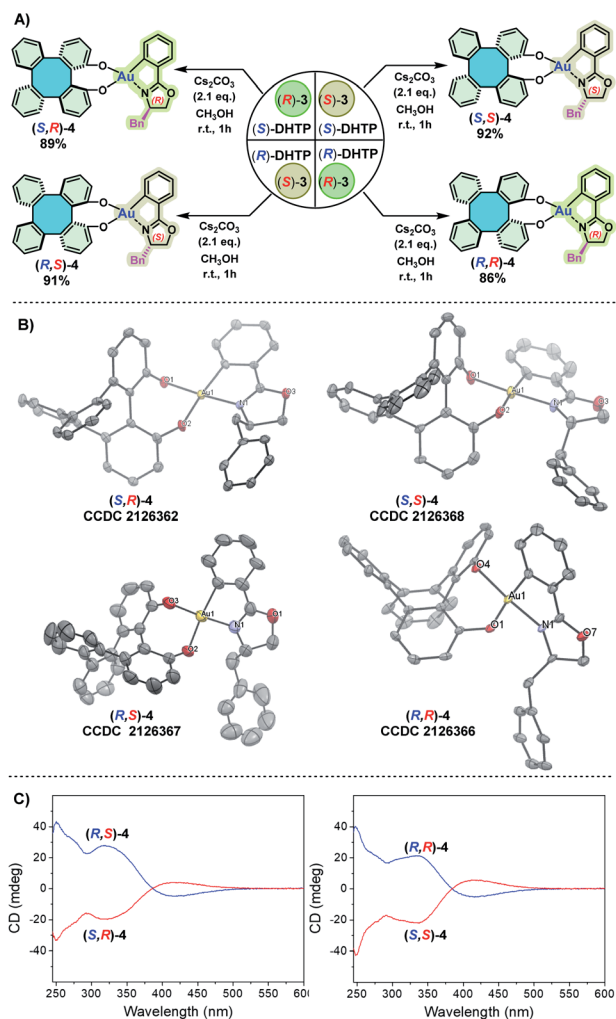 A)
O
O
Au
N
O
(R)
Bn
(S,R)-4
89%
Cs2CO3
(2.1 eq.)
CH3OH
r.t., 1h
(R)-3
(S)-3
(S)-DHTP
(S)-DHTP
(R)-DHTP
(R)-DHTP
(S)-3
(R)-3
Cs2CO3
(2.1 eq.)
CH3OH
r.t., 1h
O
O
Au
N
O
(S)
Bn
(S,S)-4
92%
O
O
Au
N
O
(S)
Bn
(R,S)-4
91%
Cs2CO3
(2.1 eq.)
CH3OH
r.t., 1h
Cs2CO3
(2.1 eq.)
CH3OH
r.t., 1h
O
O
Au
N
O
(R)
Bn
(R,R)-4
86%
B)
O1
Au1
O3
N1
O2
(S,R)-4
CCDC 2126362
O1
Au1
O2
N1
O3
(S,S)-4
CCDC 2126368
O3
Au1
O1
N1
O2
(R,S)-4
CCDC 2126367
O4
Au1
O1
N1
O7
(R,R)-4
CCDC 2126366
C)
CD (mdeg)
40
20
0
-20
-40
(R,S)-4
(S,R)-4
250 300 350 400 450 500 550 600
Wavelength (nm)
CD (mdeg)
40
20
0
-20
-40
(R,R)-4
(S,S)-4
250 300 350 400 450 500 550 600
Wavelength (nm)